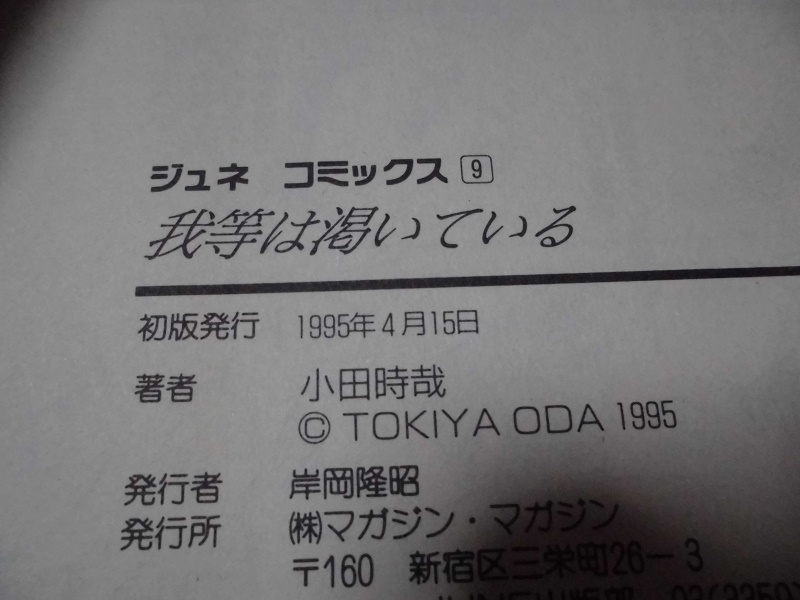 ジュネ コミックス 9
我等は渇いている
初版発行 1995年4月15日
著者 小田時哉
© TOKIYA ODA 1995
発行者 岸岡隆昭
発行所 ㈱マガジン・マガジン
〒160 新宿区三栄町26－3